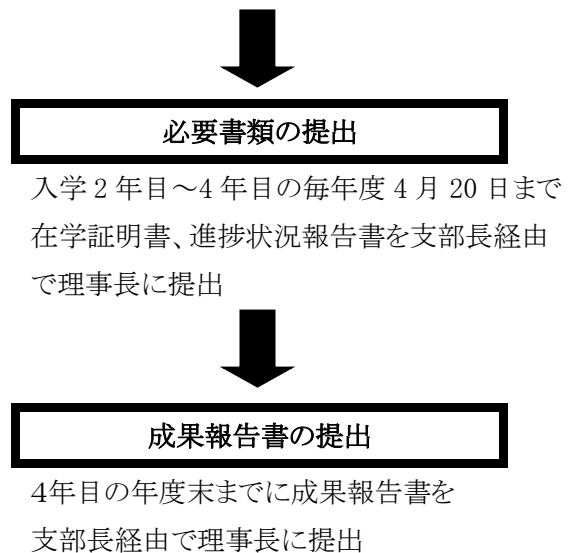 必要書類の提出
入学2年目～4年目の毎年度4月20日まで
在学証明書、進捗状況報告書を支部長経由
で理事長に提出
成果報告書の提出
4年目の年度末までに成果報告書を
支部長経由で理事長に提出